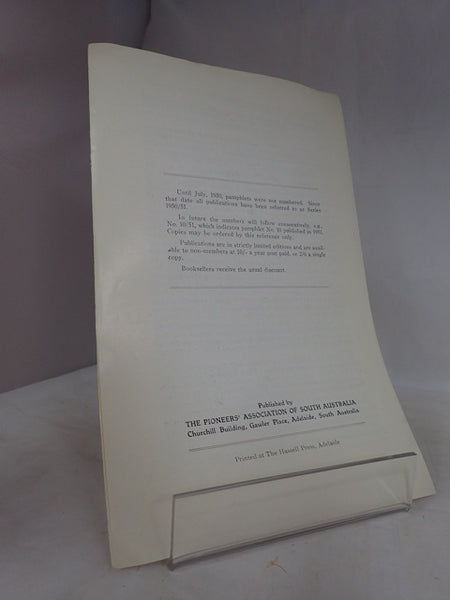 Until July, 1950, pamphlets were not numbered. Since
that date all publications have been referred to as Series
1950/51.
In future the numbers will follow consecutively, e.g.
No. 10/51, which indicates pamphlet No. 10 published in 1951.
Copies may be ordered by this reference only.
Publications are in strictly limited editions and are avail-
able to non-members at 10/- a year post paid, or 2/6 a single
copy.
Booksellers receive the usual discount.
Published by
THE PIONEERS' ASSOCIATION OF SOUTH AUSTRALIA
Churchill Building, Gawler Place, Adelaide, South Australia
Printed at The Hassell Press, Adelaide